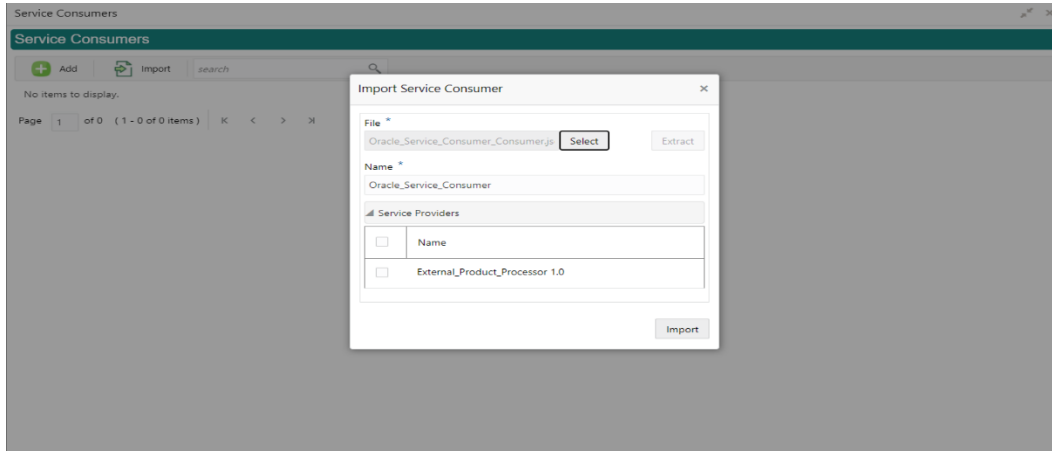 Service Consumers
Service Consumers
Add Import search
No items to display.
Page 1 of 0 ( 1 - 0 of 0 items )
Import Service Consumer
File *
Oracle_Service_Consumer_Consumer.js Select Extract
Name *
Oracle_Service_Consumer
Service Providers
Name
External_Product_Processor 1.0
Import